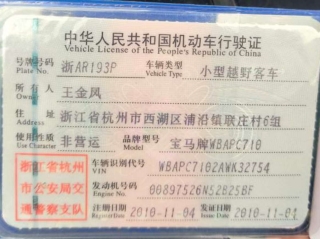 中华人民共和国机动车行驶证
Vehicle License of the People's Republic of China
号牌号码 浙AR193P 车辆类型 小型越野客车
Plate No. Vehicle Type
所有人 王金凤
Owner
住址 浙江省杭州市西湖区浦沿镇联庄村6组
Address
使用性质 非营运 品牌型号 宝马牌WBAPC710
Use Character Model
浙江省杭州 车辆识别代号 WBAPC7102AWK32754
VIN
市公安局交 发动机号码 00897526N52B25BF
Engine No.
通警察支队 注册日期 2010-11-04 发证日期 2010-11-04
Register Date Issue Date